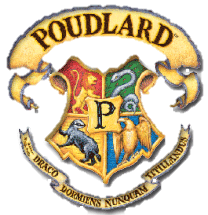 POUDLARD
P
DRACO DORMIENS NUNQUAM TITILLANDUS